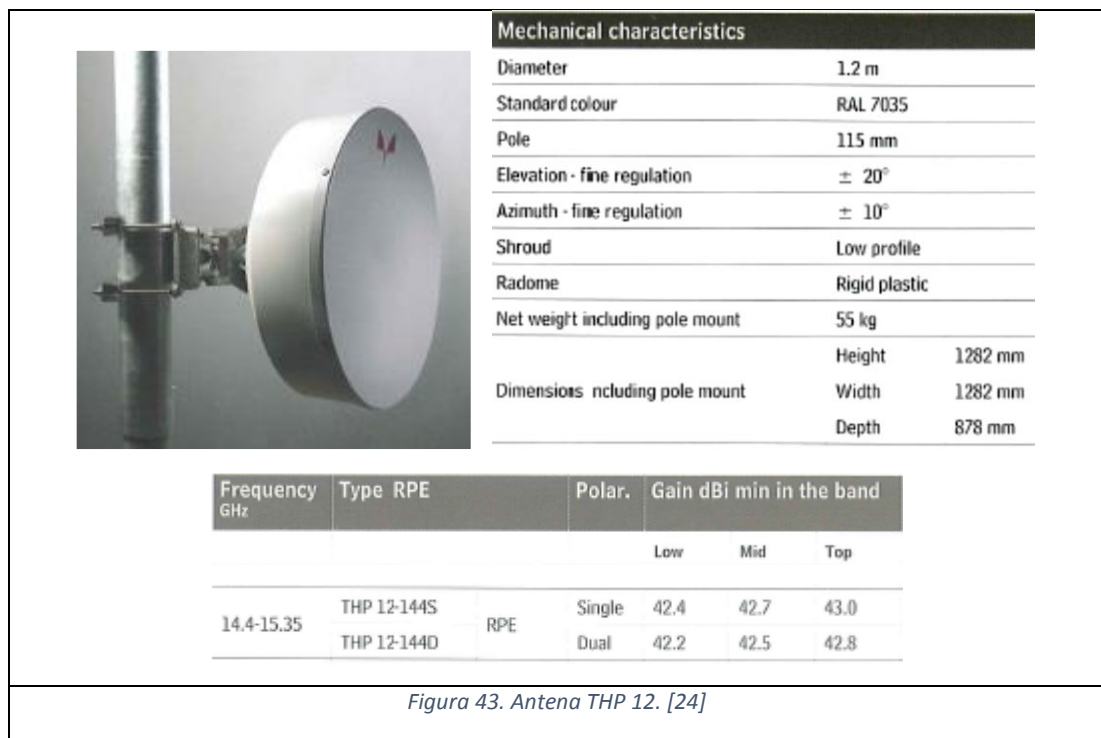 Mechanical characteristics
Diameter 1.2 m
Standard colour RAL 7035
Pole 115 mm
Elevation - fine regulation ± 20°
Azimuth - fine regulation ± 10°
Shroud Low profile
Radome Rigid plastic
Net weight including pole mount 55 kg
Height 1282 mm
Dimensions ncluding pole mount Width 1282 mm
Depth 878 mm
Frequency Type RPE Polar. Gain dBi min in the band
GHz
Low Mid Top
THP 12-144S Single 42.4 42.7 43.0
14.4-15.35 RPE
THP 12-144D Dual 42.2 42.5 42.8
Figura 43. Antena THP 12. [24]